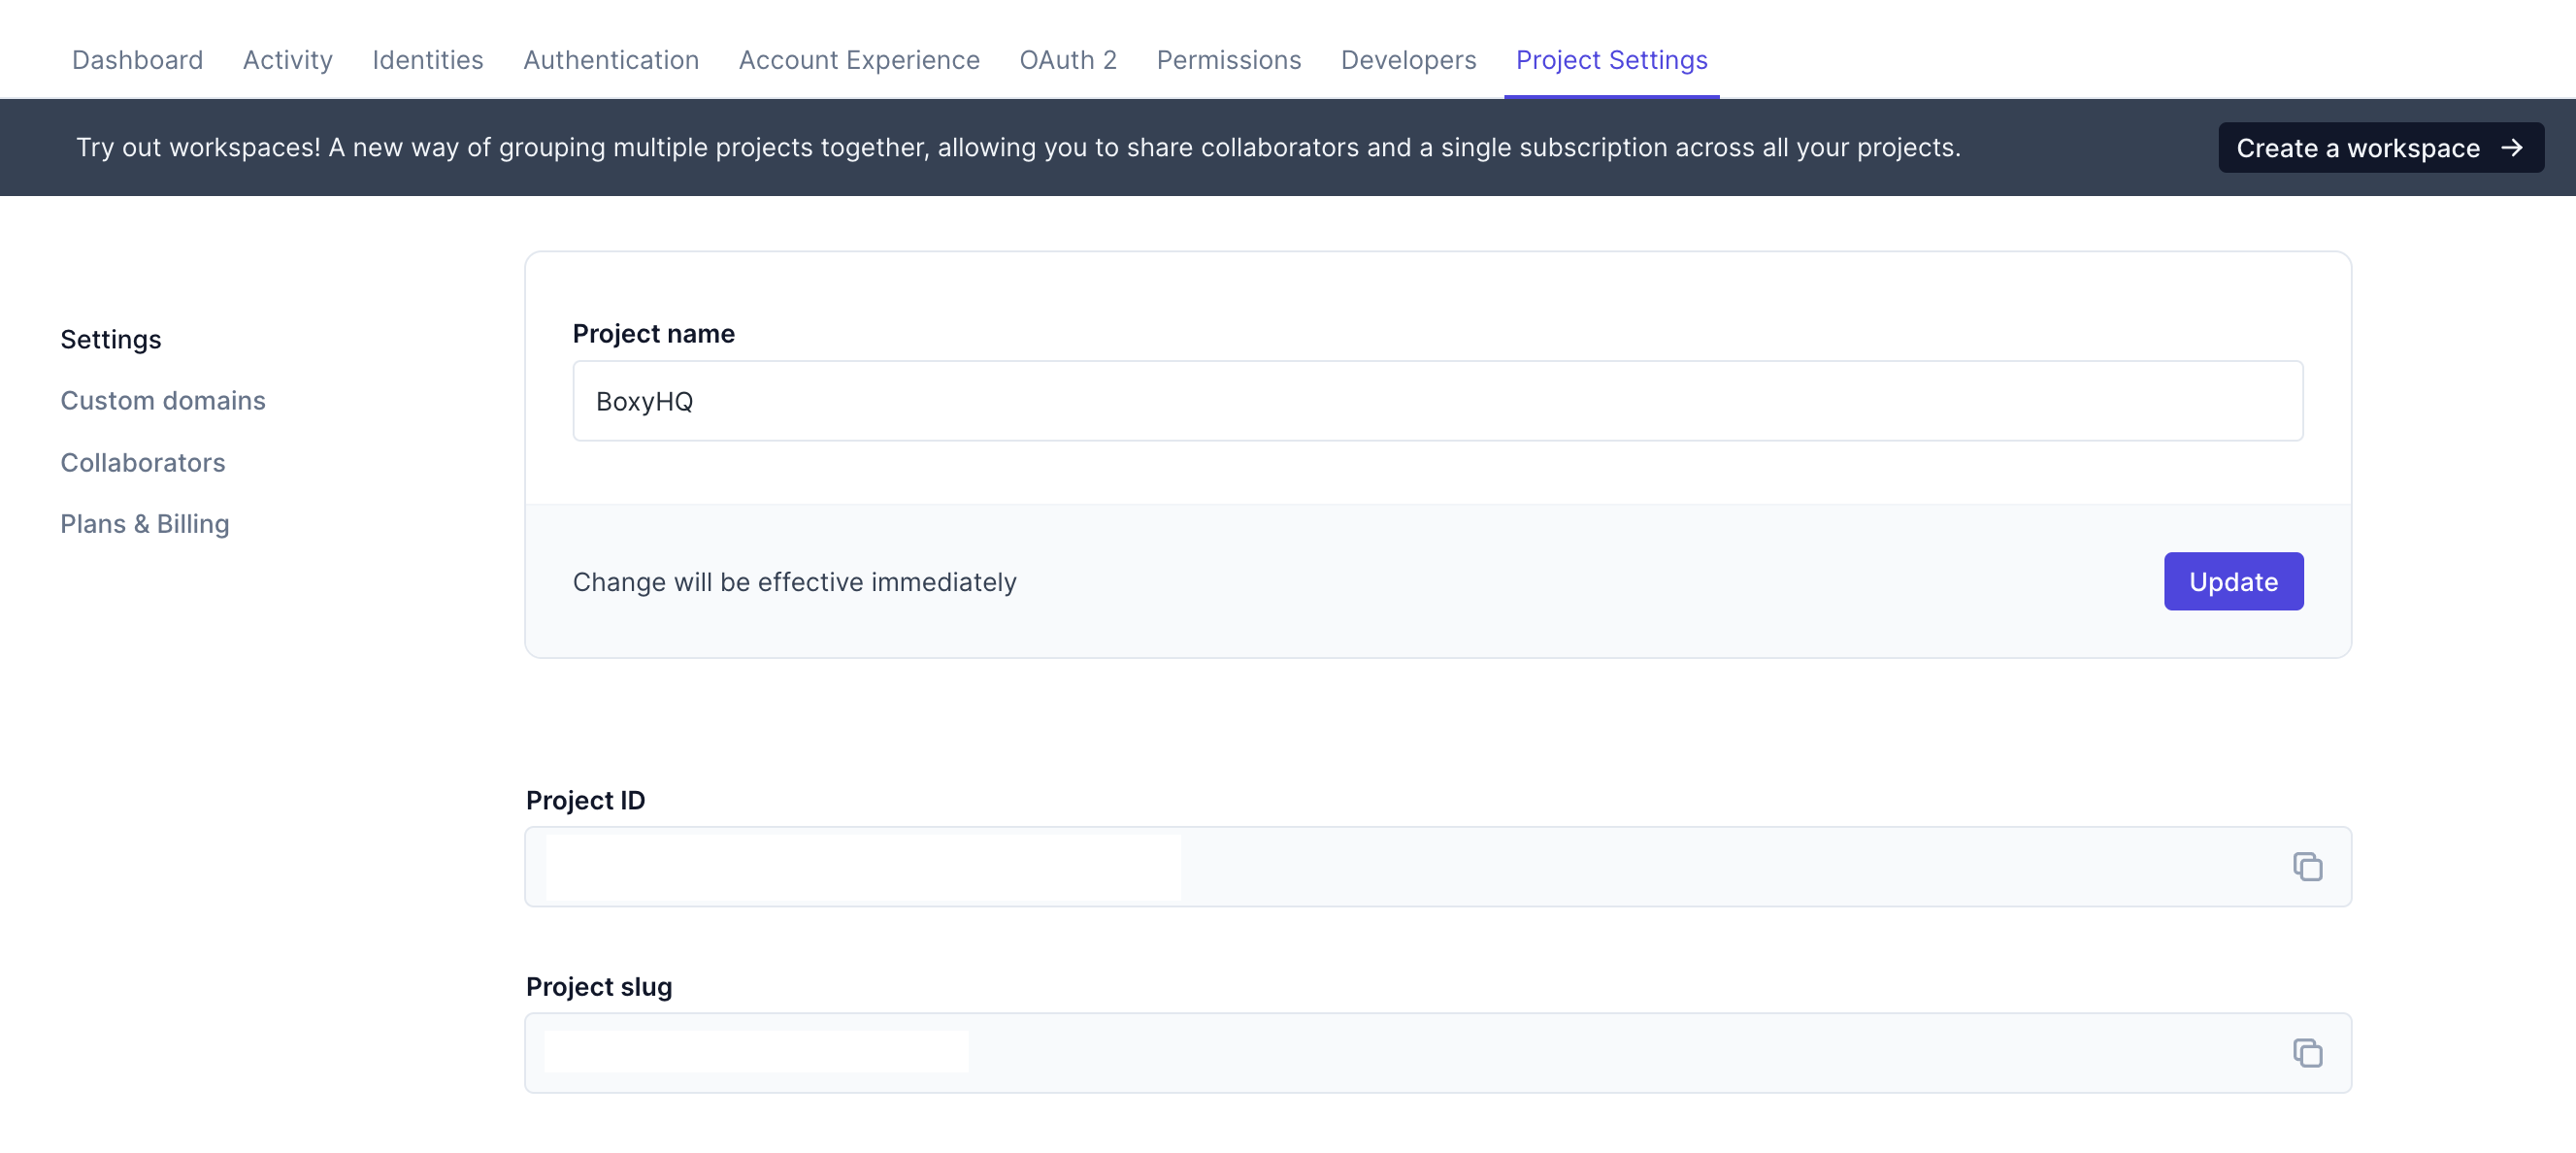 Dashboard Activity Identities Authentication Account Experience OAuth 2 Permissions Developers Project Settings
Try out workspaces! A new way of grouping multiple projects together, allowing you to share collaborators and a single subscription across all your projects.
Create a workspace →
Settings
Custom domains
Collaborators
Plans & Billing
Project name
BoxyHQ
Change will be effective immediately
Update
Project ID
Project slug